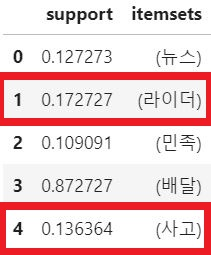 support itemsets
0 0.127273 (뉴스)
1 0.172727 (라이더)
2 0.109091 (민족)
3 0.872727 (배달)
4 0.136364 (사고)